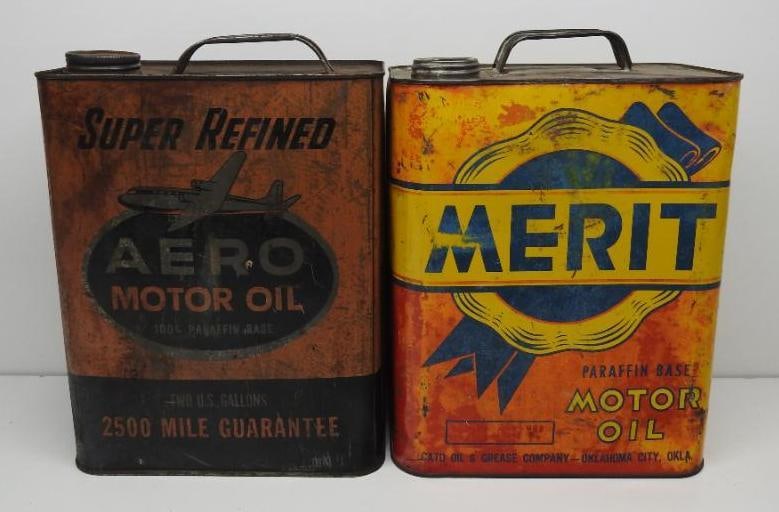 SUPER REFINED
AERO
MOTOR OIL
100% PARAFFIN BASE
TWO U.S. GALLONS
2500 MILE GUARANTEE
MERIT
PARAFFIN BASE
MOTOR
OIL
CATO OIL & GREASE COMPANY—OKLAHOMA CITY, OKLA.